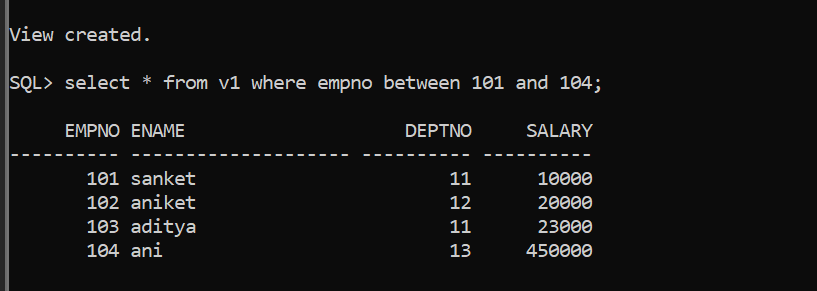 View created.
SQL> select * from v1 where empno between 101 and 104;
     EMPNO ENAME                    DEPTNO     SALARY
---------- -------------------- ---------- ----------
       101 sanket                       11      10000
       102 aniket                       12      20000
       103 aditya                       11      23000
       104 ani                          13     450000